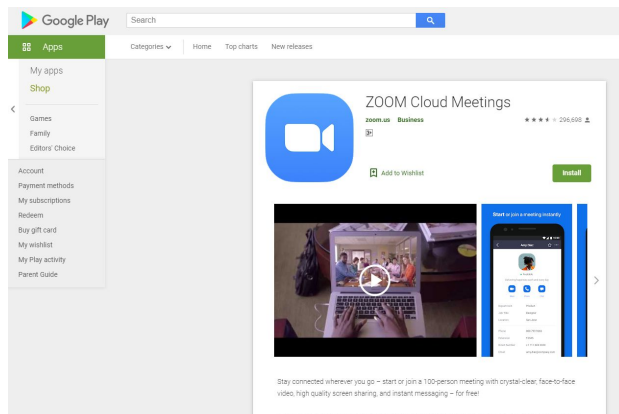 Google Play
Search
Apps
Categories
Home
Top charts
New releases
My apps
Shop
Games
Family
Editors' Choice
Account
Payment methods
My subscriptions
Redeem
Buy gift card
My wishlist
My Play activity
Parent Guide
ZOOM Cloud Meetings
zoom.us Business
296,698
3+
Add to Wishlist
Install
Start or join a meeting instantly
Stay connected wherever you go – start or join a 100-person meeting with crystal-clear, face-to-face
video, high quality screen sharing, and instant messaging – for free!